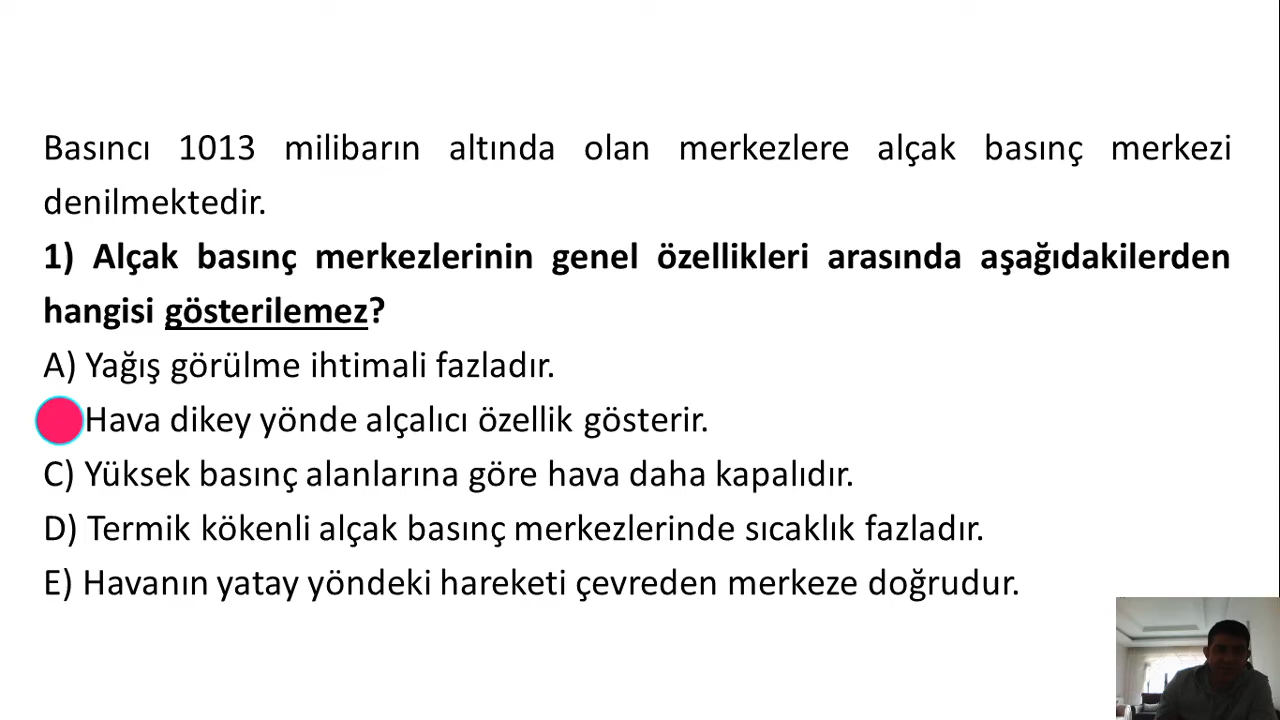 Basıncı 1013 milibarın altında olan merkezlere alçak basınç merkezi
denilmektedir.
1) Alçak basınç merkezlerinin genel özellikleri arasında aşağıdakilerden
hangisi gösterilemez?
A) Yağış görülme ihtimali fazladır.
Hava dikey yönde alçalıcı özellik gösterir.
C) Yüksek basınç alanlarına göre hava daha kapalıdır.
D) Termik kökenli alçak basınç merkezlerinde sıcaklık fazladır.
E) Havanın yatay yöndeki hareketi çevreden merkeze doğrudur.